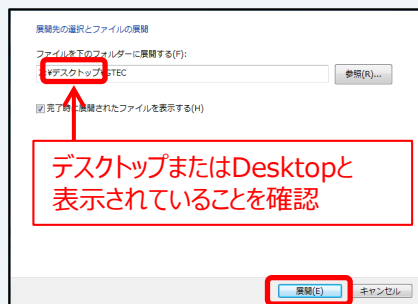 展開先の選択とファイルの展開
ファイルを下のフォルダーに展開する(F):
¥デスクトップ¥GTEC
参照(R)...
完了時に展開されたファイルを表示する(H)
デスクトップまたはDesktopと
表示されていることを確認
展開(E)
キャンセル